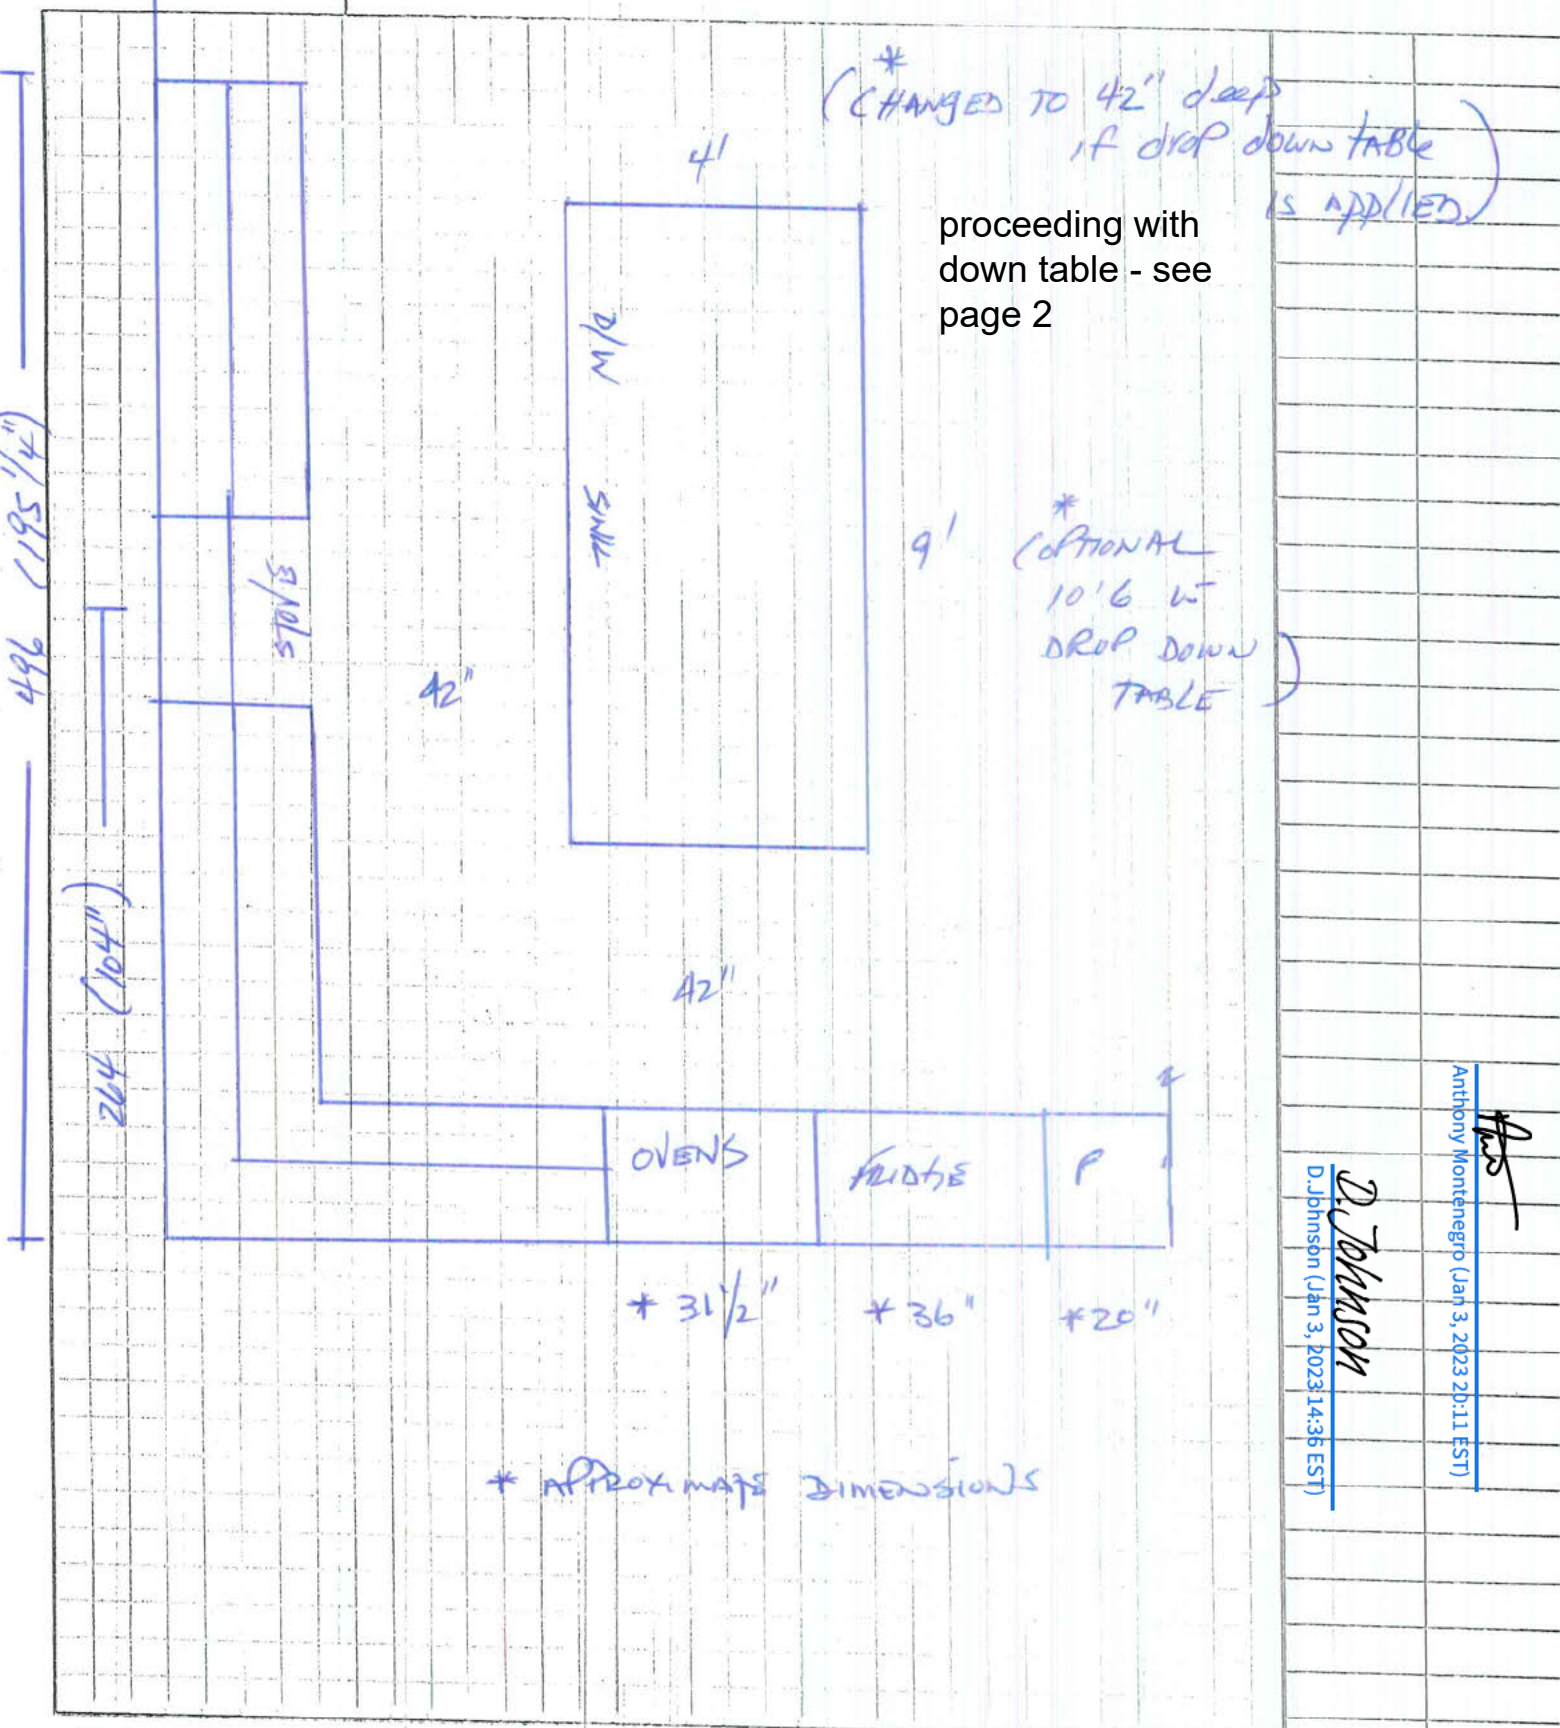 *
(CHANGED TO 42" deep
if drop down TABLE
IS APPLIED)
4'
proceeding with
down table - see
page 2
D/W
SINK
9'
*
(OPTIONAL
10'6 W
DROP DOWN
TABLE)
496 (195 1/4")
STOVE
42"
264 (104")
42"
OVENS
FRIDGE
P
* 31 1/2"
* 36"
* 20"
* APPROXIMATE DIMENSIONS
Anthony Montenegro (Jan 3, 2023 20:11 EST)
D.Johnson
D.Johnson (Jan 3, 2023 14:36 EST)